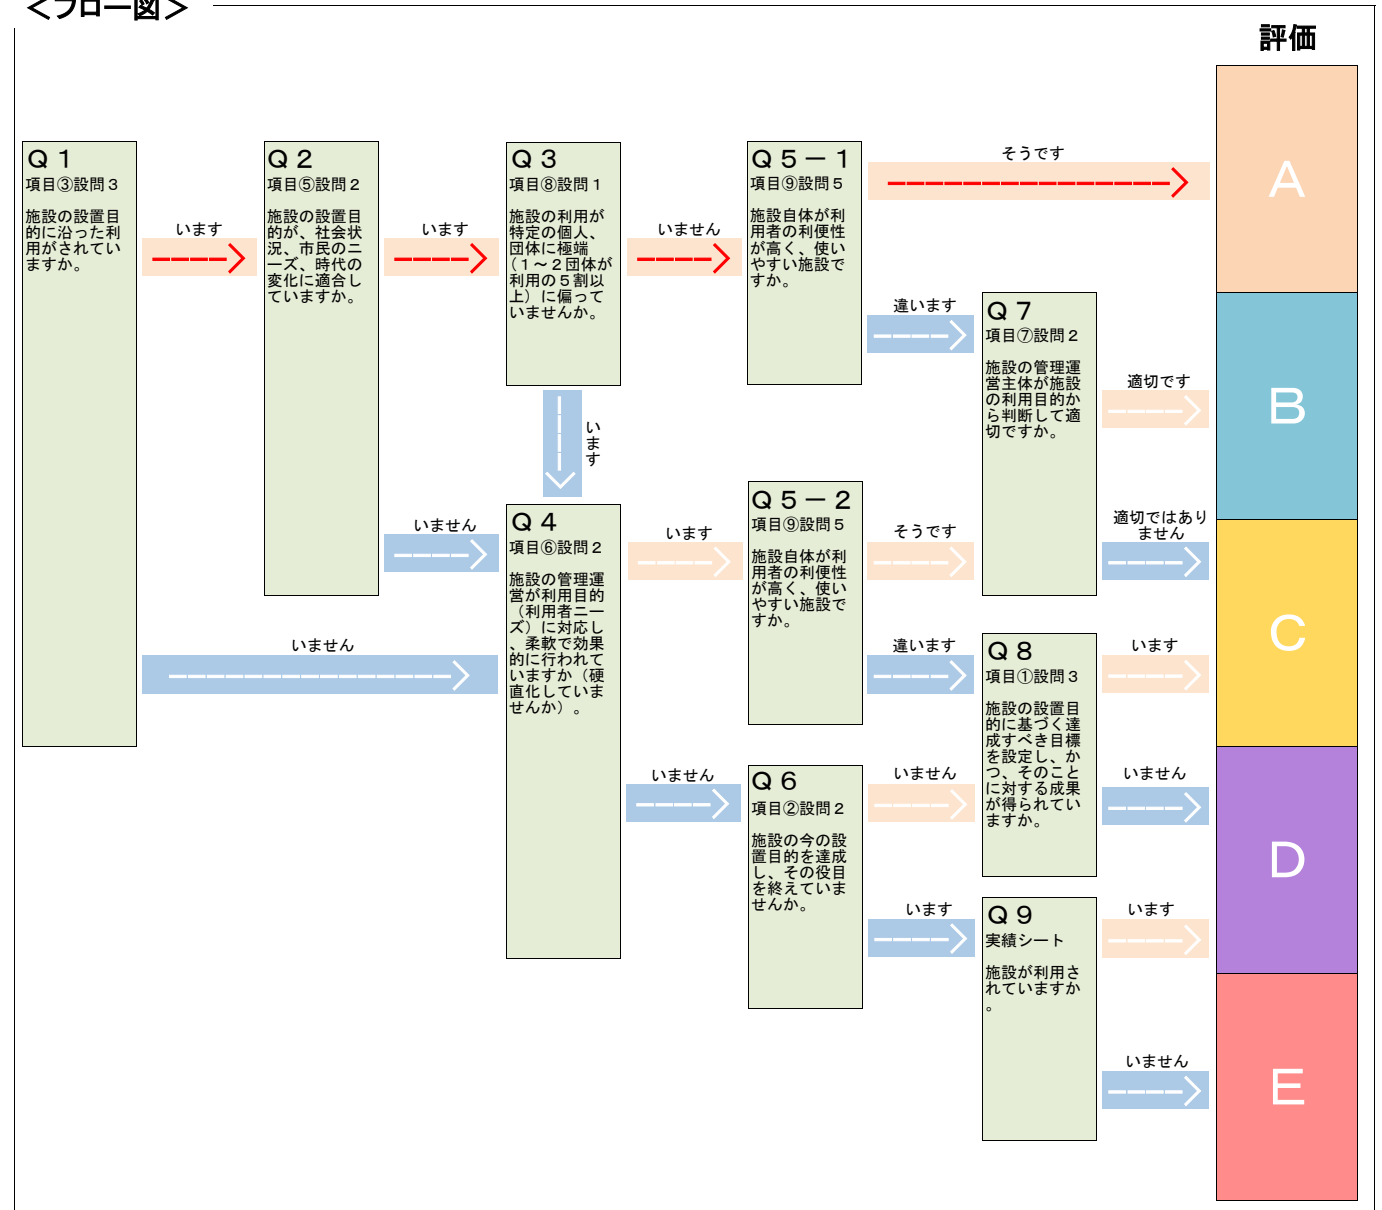 ＜フロー図＞
評価
Ｑ１
項目③設問３
施設の設置目
的に沿った利
用がされてい
ますか。
います
いません
Ｑ２
項目⑤設問２
施設の設置目
的が、社会状
況、市民のニ
ーズ、時代の
変化に適合し
ていますか。
います
いません
Ｑ３
項目⑧設問１
施設の利用が
特定の個人、
団体に極端
（１～２団体が
利用の５割以
上）に偏って
いませんか。
いません
います
Ｑ４
項目⑥設問２
施設の管理運
営が利用目的
（利用者ニー
ズ）に対応し
、柔軟で効果
的に行われて
いますか（硬
直化していま
せんか）。
います
いません
Ｑ５－１
項目⑨設問５
施設自体が利
用者の利便性
が高く、使い
やすい施設で
すか。
そうです
違います
Ｑ５－２
項目⑨設問５
施設自体が利
用者の利便性
が高く、使い
やすい施設で
すか。
そうです
違います
Ｑ６
項目②設問２
施設の今の設
置目的を達成
し、その役目
を終えていま
せんか。
いません
います
Ｑ７
項目⑦設問２
施設の管理運
営主体が施設
の利用目的か
ら判断して適
切ですか。
適切です
適切ではあり
ません
Ｑ８
項目①設問３
施設の設置目
的に基づく達
成すべき目標
を設定し、か
つ、そのこと
に対する成果
が得られてい
ますか。
います
いません
Ｑ９
実績シート
施設が利用さ
れていますか
。
います
いません
Ａ
Ｂ
Ｃ
Ｄ
Ｅ